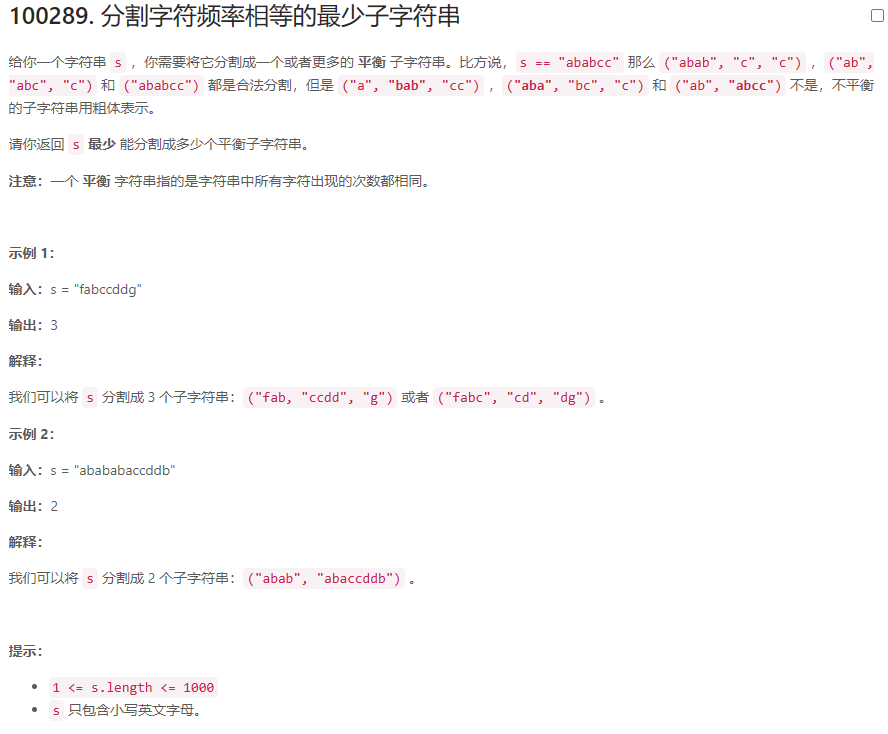 100289. 分割字符频率相等的最少子字符串
给你一个字符串 s ，你需要将它分割成一个或者更多的 平衡 子字符串。比方说，s == "ababcc" 那么 ("abab", "c", "c") ，("ab",
"abc", "c") 和 ("ababcc") 都是合法分割，但是 ("a", "bab", "cc") ，("aba", "bc", "c") 和 ("ab", "abcc") 不是，不平衡
的子字符串用粗体表示。
请你返回 s 最少 能分割成多少个平衡子字符串。
注意：一个 平衡 字符串指的是字符串中所有字符出现的次数都相同。
示例 1：
输入：s = "fabccddg"
输出：3
解释：
我们可以将 s 分割成 3 个子字符串：("fab, "ccdd", "g") 或者 ("fabc", "cd", "dg") 。
示例 2：
输入：s = "abababaccddb"
输出：2
解释：
我们可以将 s 分割成 2 个子字符串：("abab", "abaccddb") 。
提示：
1 <= s.length <= 1000
s 只包含小写英文字母。